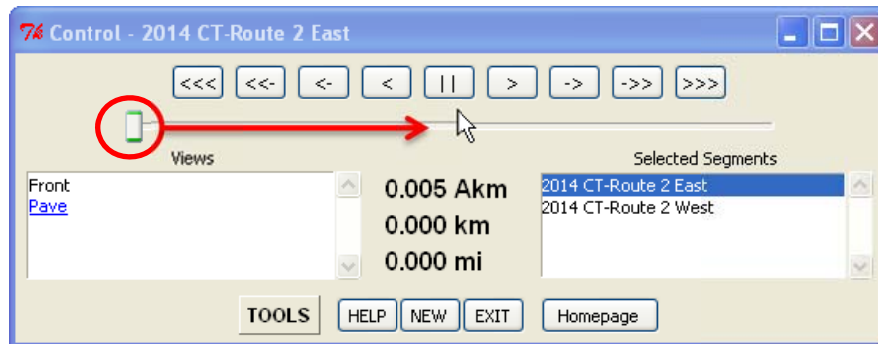 7k Control - 2014 CT-Route 2 East
<<< <<- <- < || > -> ->> >>>
Views
Selected Segments
Front
Pave
0.005 Akm
0.000 km
0.000 mi
2014 CT-Route 2 East
2014 CT-Route 2 West
TOOLS HELP NEW EXIT Homepage